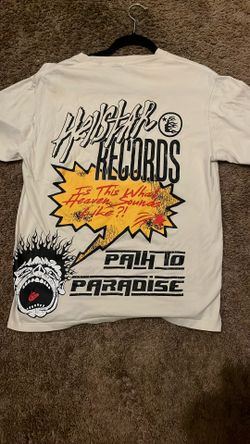 Hellstar
RECORDS
Is This What
Heaven Sounds
Like?!
PATH TO
PARADISE